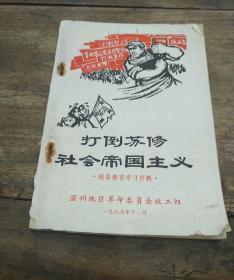 打倒苏修
社会帝国主义
·战备教育学习资料·
温州地区革命委员会政工组
一九六九年十一月